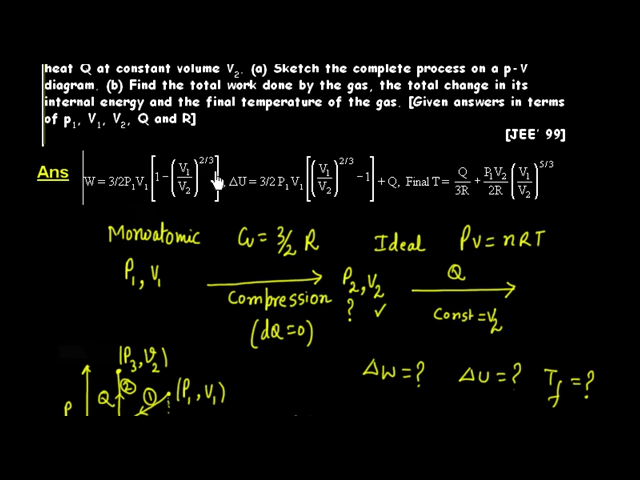 heat Q at constant volume V₂. (a) Sketch the complete process on a p-V
diagram. (b) Find the total work done by the gas, the total change in its
internal energy and the final temperature of the gas. [Given answers in terms
of p₁, V₁, V₂, Q and R]
[JEE' 99]
Ans W = 3/2P₁V₁ [1−(V₁/V₂)^2/3], ΔU = 3/2 P₁V₁ [(V₁/V₂)^2/3 −1] + Q, Final T = Q/3R + P₁V₂/2R (V₁/V₂)^5/3
Monoatomic Cv = 3/2 R Ideal PV = nRT
P₁, V₁ P₂, V₂ Q
Compression ? ✓ Const = V₂
(dQ=0)
(P₃, V₂) ΔW = ? ΔU = ? Tf = ?
② ① (P₁, V₁)
P Q